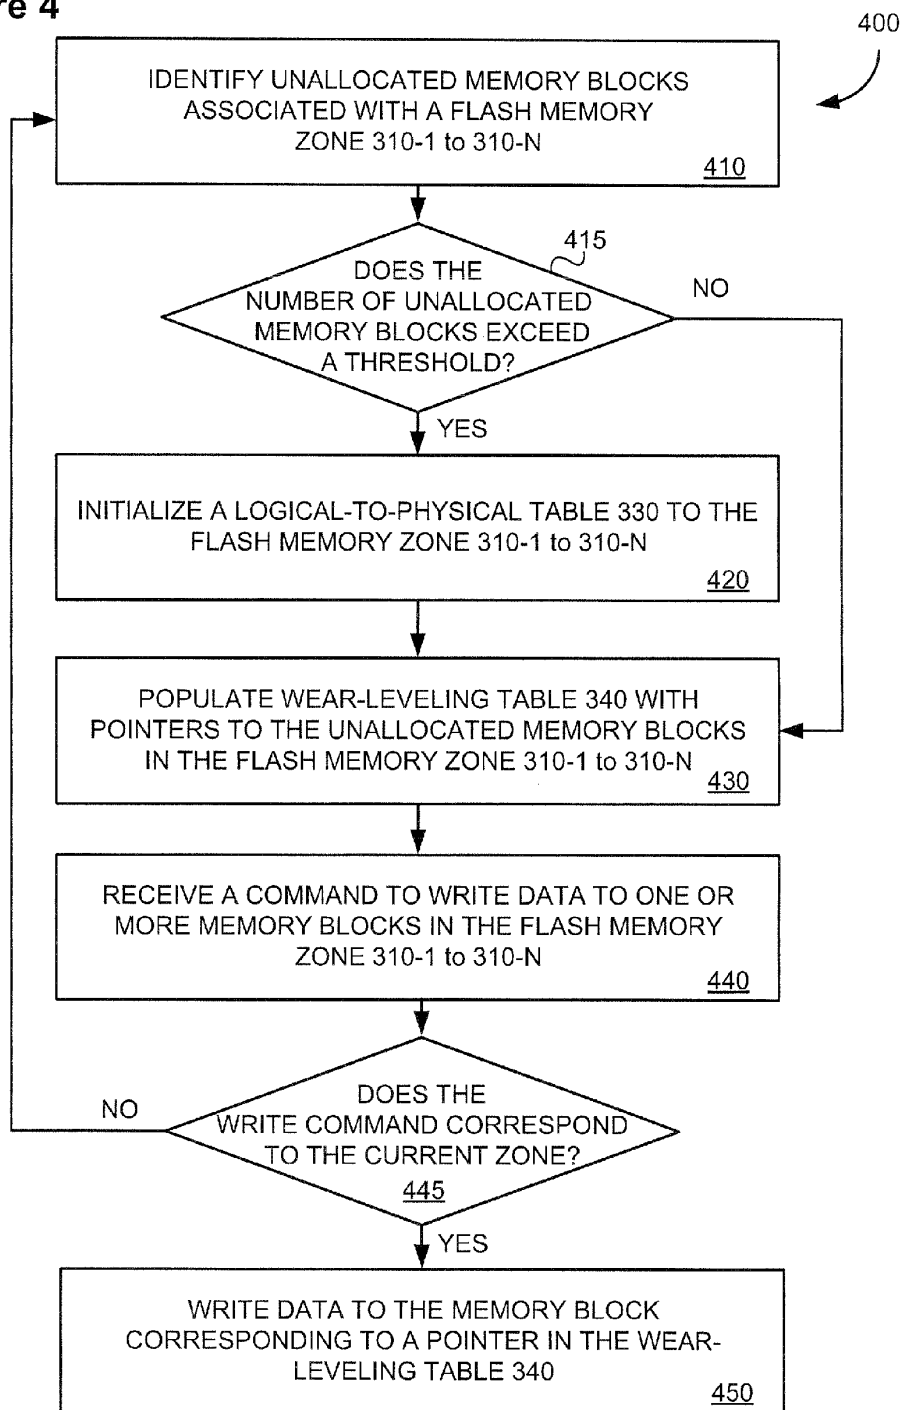 re 4
400
IDENTIFY UNALLOCATED MEMORY BLOCKS
ASSOCIATED WITH A FLASH MEMORY
ZONE 310-1 to 310-N
410
415
DOES THE
NUMBER OF UNALLOCATED
MEMORY BLOCKS EXCEED
A THRESHOLD?
NO
YES
INITIALIZE A LOGICAL-TO-PHYSICAL TABLE 330 TO THE
FLASH MEMORY ZONE 310-1 to 310-N
420
POPULATE WEAR-LEVELING TABLE 340 WITH
POINTERS TO THE UNALLOCATED MEMORY BLOCKS
IN THE FLASH MEMORY ZONE 310-1 to 310-N
430
RECEIVE A COMMAND TO WRITE DATA TO ONE OR
MORE MEMORY BLOCKS IN THE FLASH MEMORY
ZONE 310-1 to 310-N
440
DOES THE
WRITE COMMAND CORRESPOND
TO THE CURRENT ZONE?
445
NO
YES
WRITE DATA TO THE MEMORY BLOCK
CORRESPONDING TO A POINTER IN THE WEAR-
LEVELING TABLE 340
450